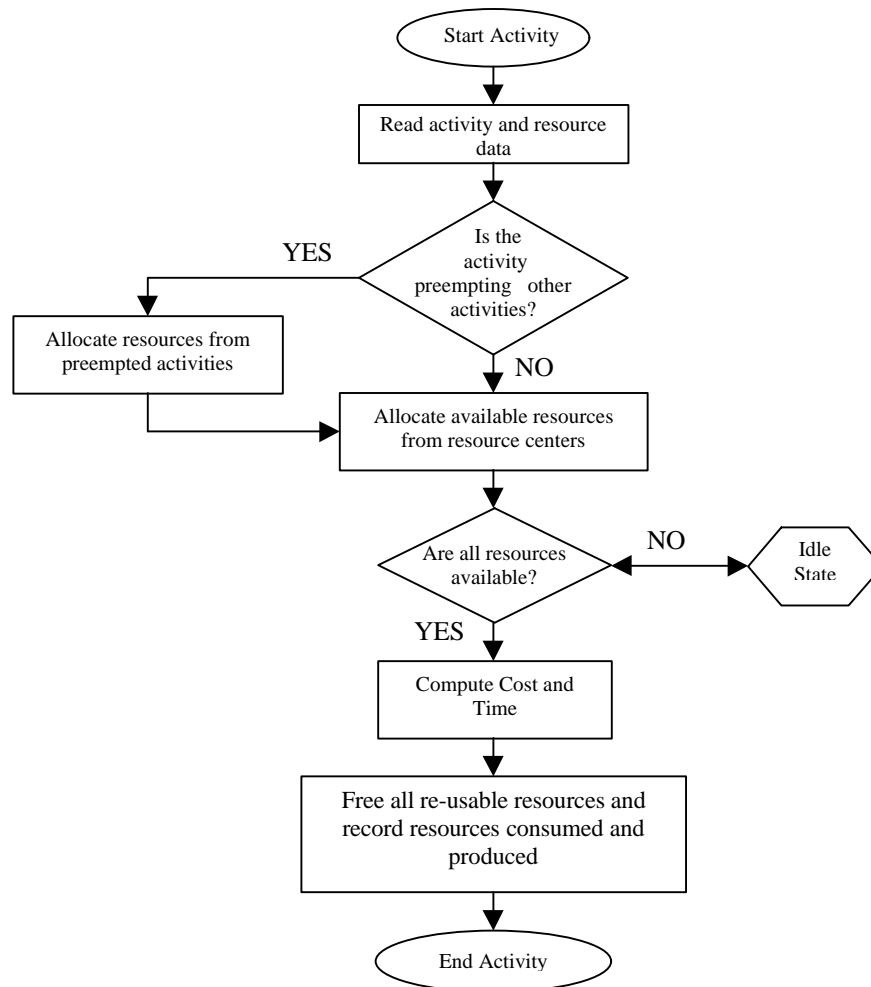 Start Activity
Read activity and resource
data
Is the
activity
preempting other
activities?
YES
Allocate resources from
preempted activities
NO
Allocate available resources
from resource centers
Are all resources
available?
NO
Idle
State
YES
Compute Cost and
Time
Free all re-usable resources and
record resources consumed and
produced
End Activity